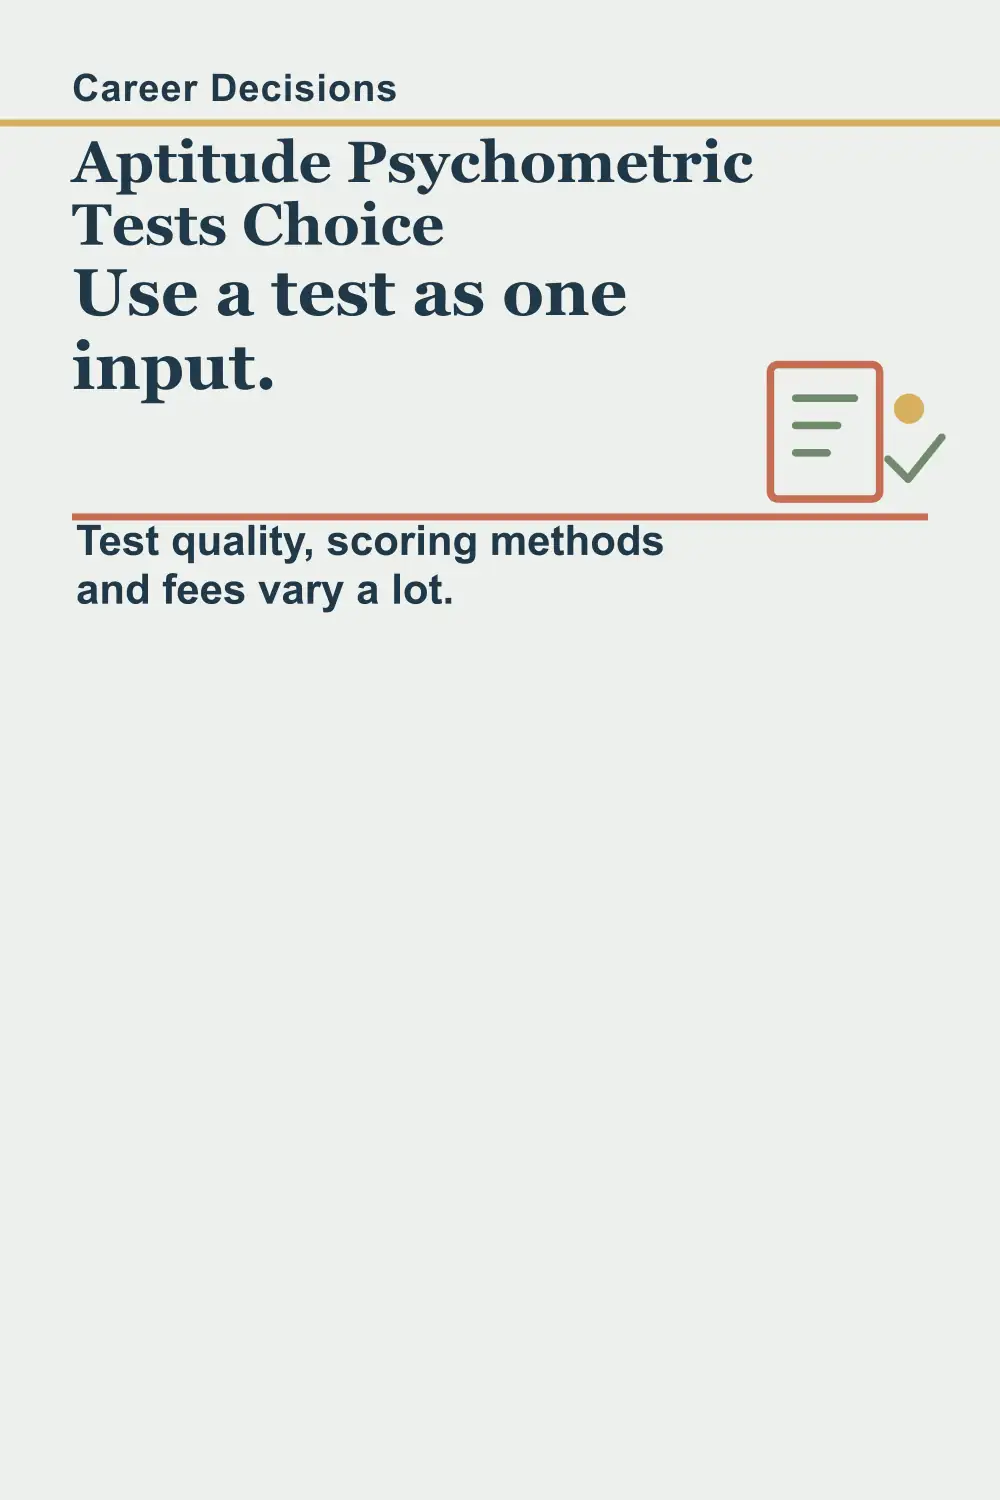 Career Decisions
Aptitude Psychometric
Tests Choice
Use a test as one
input.
Test quality, scoring methods
and fees vary a lot.